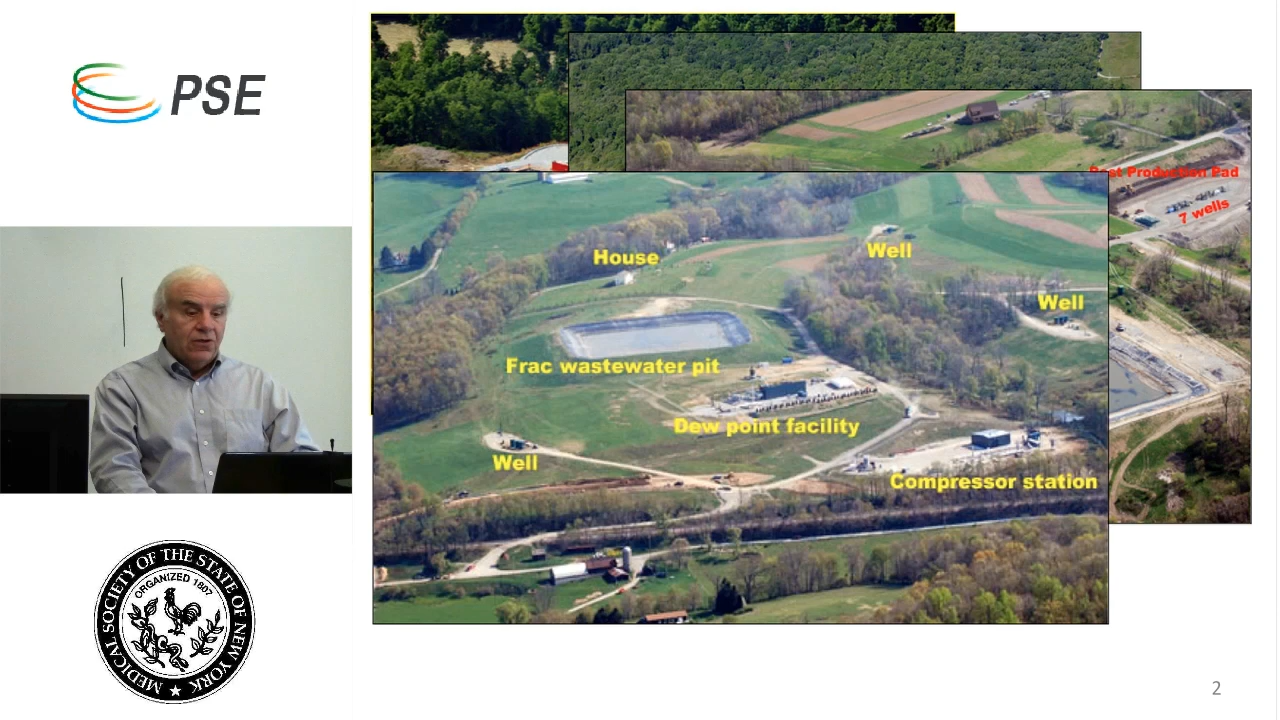 PSE
Production Pad
7 wells
House
Well
Well
Frac wastewater pit
Dew point facility
Well
Compressor station
MEDICAL SOCIETY OF THE STATE OF NEW YORK
ORGANIZED 1807
2